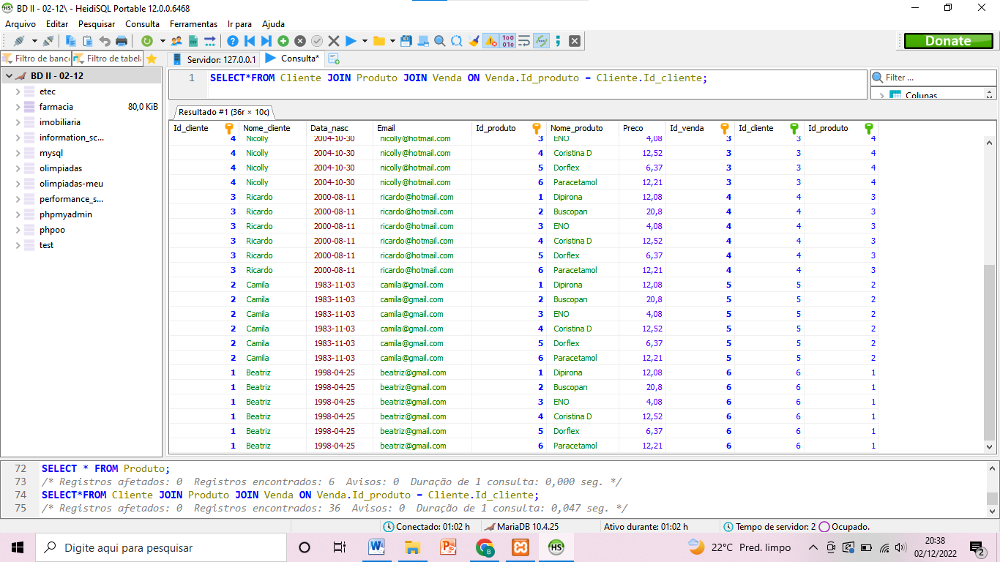 BD II - 02-12\ - HeidiSQL Portable 12.0.0.6468
Arquivo Editar Pesquisar Consulta Ferramentas Ir para Ajuda
Donate
Filtro de banc Filtro de tabela Servidor: 127.0.0.1 Consulta*
BD II - 02-12
etec
farmacia 80,0 KiB
imobiliaria
information_sc...
mysql
olimpiadas
olimpiadas-meu
performance_s...
phpmyadmin
phpoo
test
1 SELECT*FROM Cliente JOIN Produto JOIN Venda ON Venda.Id_produto = Cliente.Id_cliente;
Filter ...
Colunas
Resultado #1 (36r × 10c)
Id_cliente Nome_cliente Data_nasc Email Id_produto Nome_produto Preco Id_venda Id_cliente Id_produto
4 Nicolly 2004-10-30 nicolly@hotmail.com 3 ENO 4,08 3 3 4
4 Nicolly 2004-10-30 nicolly@hotmail.com 4 Coristina D 12,52 3 3 4
4 Nicolly 2004-10-30 nicolly@hotmail.com 5 Dorflex 6,37 3 3 4
4 Nicolly 2004-10-30 nicolly@hotmail.com 6 Paracetamol 12,21 3 3 4
3 Ricardo 2000-08-11 ricardo@hotmail.com 1 Dipirona 12,08 4 4 3
3 Ricardo 2000-08-11 ricardo@hotmail.com 2 Buscopan 20,8 4 4 3
3 Ricardo 2000-08-11 ricardo@hotmail.com 3 ENO 4,08 4 4 3
3 Ricardo 2000-08-11 ricardo@hotmail.com 4 Coristina D 12,52 4 4 3
3 Ricardo 2000-08-11 ricardo@hotmail.com 5 Dorflex 6,37 4 4 3
3 Ricardo 2000-08-11 ricardo@hotmail.com 6 Paracetamol 12,21 4 4 3
2 Camila 1983-11-03 camila@gmail.com 1 Dipirona 12,08 5 5 2
2 Camila 1983-11-03 camila@gmail.com 2 Buscopan 20,8 5 5 2
2 Camila 1983-11-03 camila@gmail.com 3 ENO 4,08 5 5 2
2 Camila 1983-11-03 camila@gmail.com 4 Coristina D 12,52 5 5 2
2 Camila 1983-11-03 camila@gmail.com 5 Dorflex 6,37 5 5 2
2 Camila 1983-11-03 camila@gmail.com 6 Paracetamol 12,21 5 5 2
1 Beatriz 1998-04-25 beatriz@gmail.com 1 Dipirona 12,08 6 6 1
1 Beatriz 1998-04-25 beatriz@gmail.com 2 Buscopan 20,8 6 6 1
1 Beatriz 1998-04-25 beatriz@gmail.com 3 ENO 4,08 6 6 1
1 Beatriz 1998-04-25 beatriz@gmail.com 4 Coristina D 12,52 6 6 1
1 Beatriz 1998-04-25 beatriz@gmail.com 5 Dorflex 6,37 6 6 1
1 Beatriz 1998-04-25 beatriz@gmail.com 6 Paracetamol 12,21 6 6 1
72 SELECT * FROM Produto;
73 /* Registros afetados: 0 Registros encontrados: 6 Avisos: 0 Duração de 1 consulta: 0,000 seg. */
74 SELECT*FROM Cliente JOIN Produto JOIN Venda ON Venda.Id_produto = Cliente.Id_cliente;
75 /* Registros afetados: 0 Registros encontrados: 36 Avisos: 0 Duração de 1 consulta: 0,047 seg. */
Conectado: 01:02 h MariaDB 10.4.25 Ativo durante: 01:02 h Tempo de servidor: 2 Ocupado.
Digite aqui para pesquisar 22°C Pred. limpo 20:38
02/12/2022 2